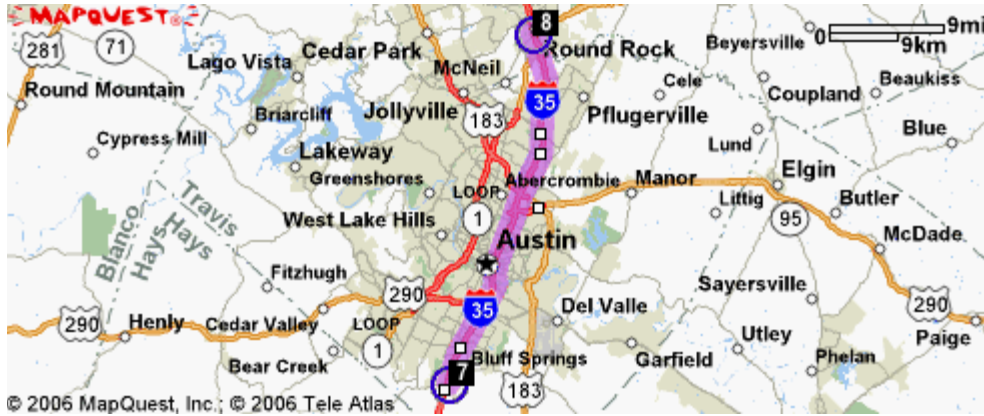 MAPQUEST
8
9mi
0
9km
281
71
Cedar Park
Round Rock
Beyersville
Lago Vista
McNeil
Cele
Beaukiss
Round Mountain
Jollyville
35
Coupland
Briarcliff
183
Pflugerville
Cypress Mill
Lund
Blue
Lakeway
Elgin
Greenshores
LOOP
Abercrombie
Manor
Travis
Hays
Blanco
Hays
West Lake Hills
1
Littig
Butler
95
Austin
McDade
Fitzhugh
290
Sayersville
290
Henly
Cedar Valley
35
Del Valle
290
LOOP
1
Utley
Paige
Bear Creek
Bluff Springs
Garfield
Phelan
7
183
© 2006 MapQuest, Inc.; © 2006 Tele Atlas